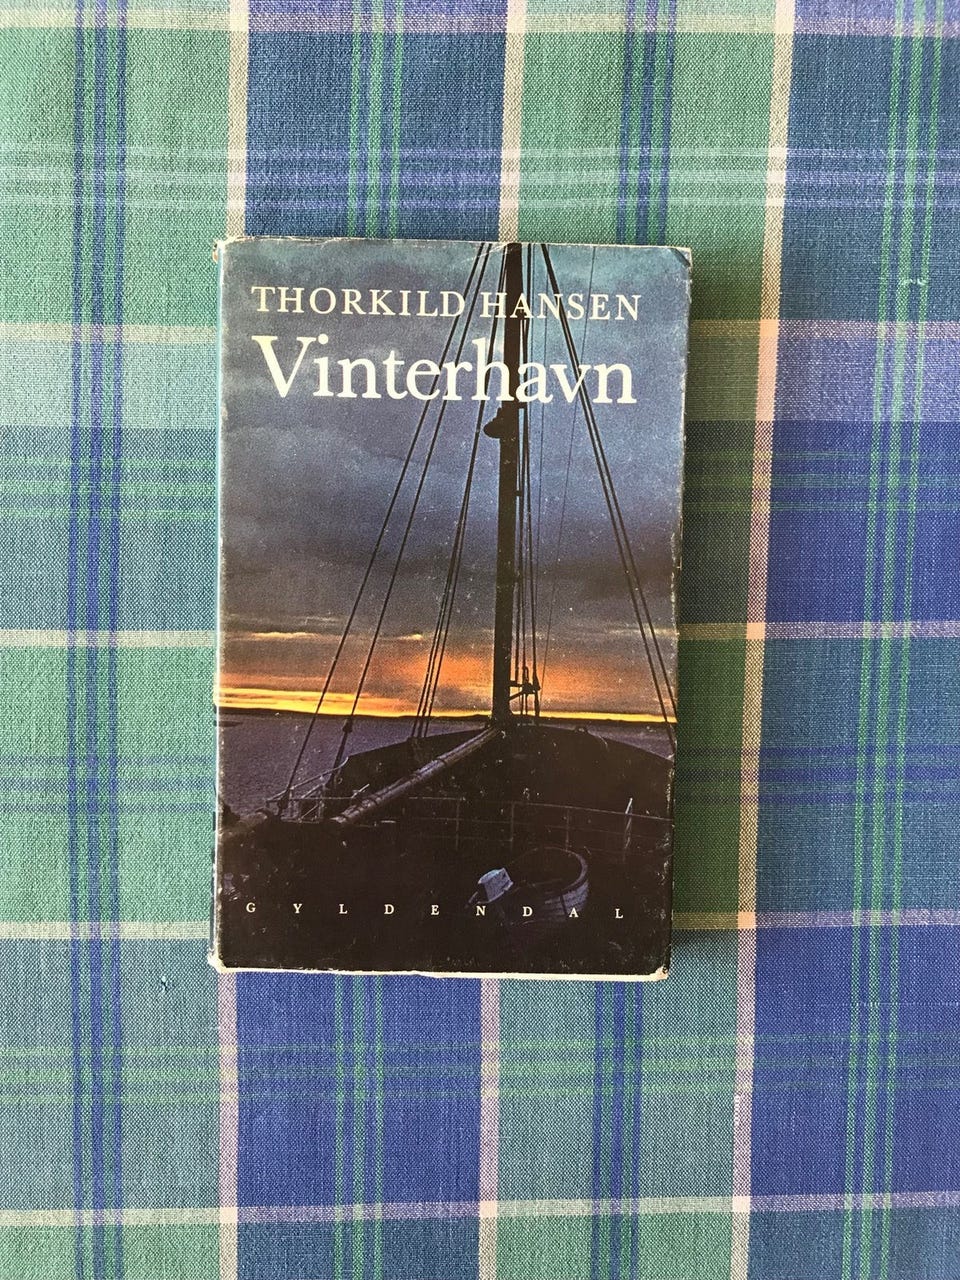 THORKILD HANSEN
Vinterhavn
GYLDENDAL